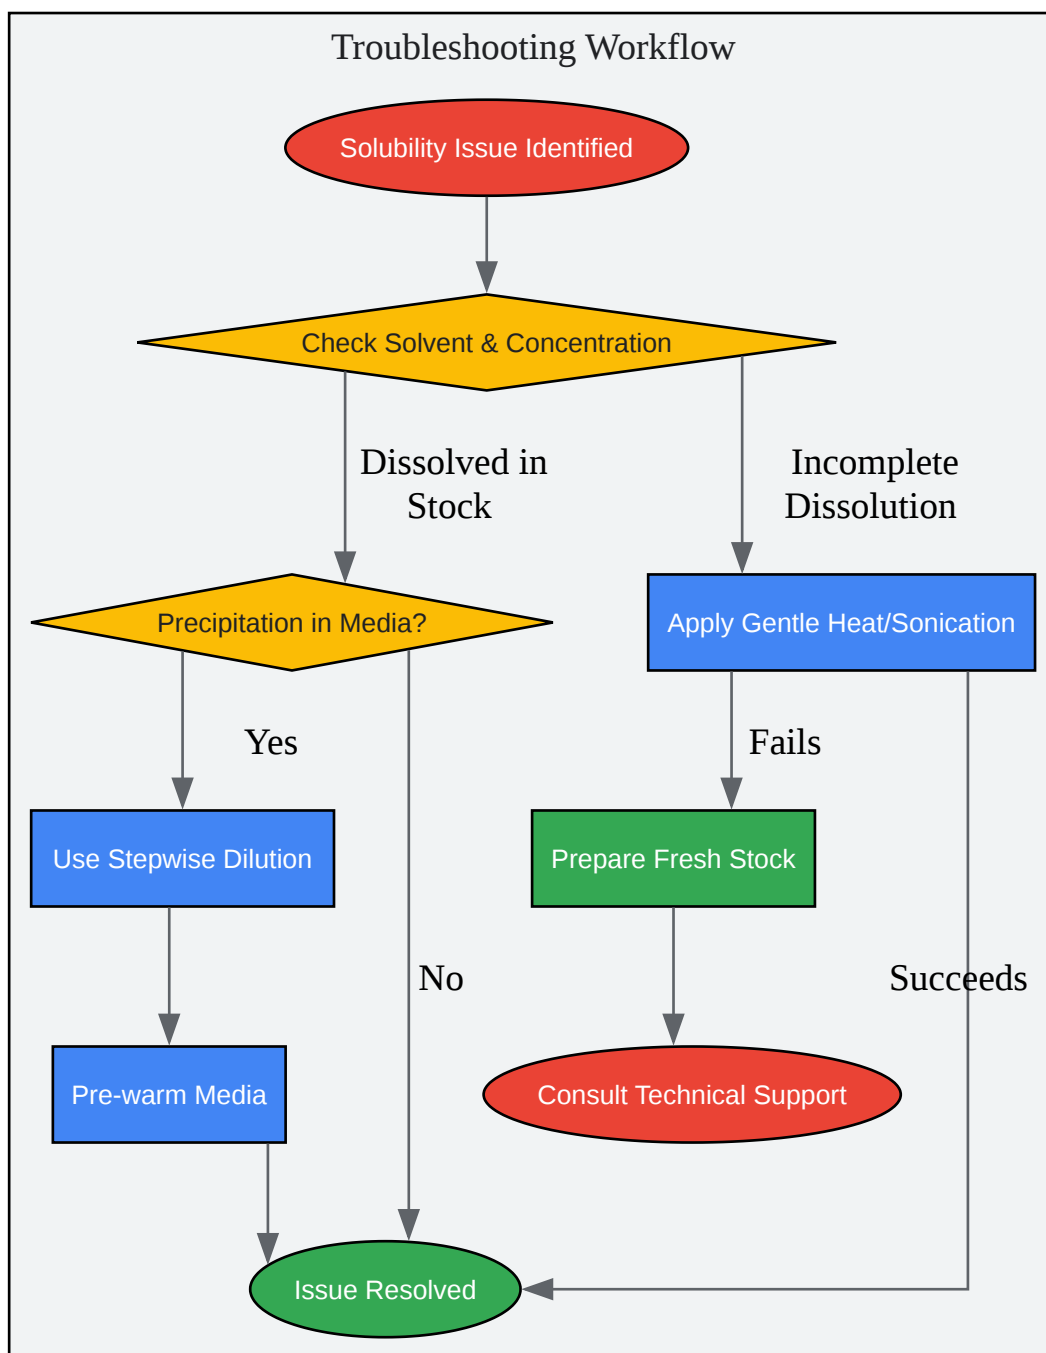 Troubleshooting Workflow
Solubility Issue Identified
Check Solvent & Concentration
Dissolved in
Stock
Incomplete
Dissolution
Precipitation in Media?
Apply Gentle Heat/Sonication
Yes
Fails
Use Stepwise Dilution
Prepare Fresh Stock
No
Succeeds
Pre-warm Media
Consult Technical Support
Issue Resolved